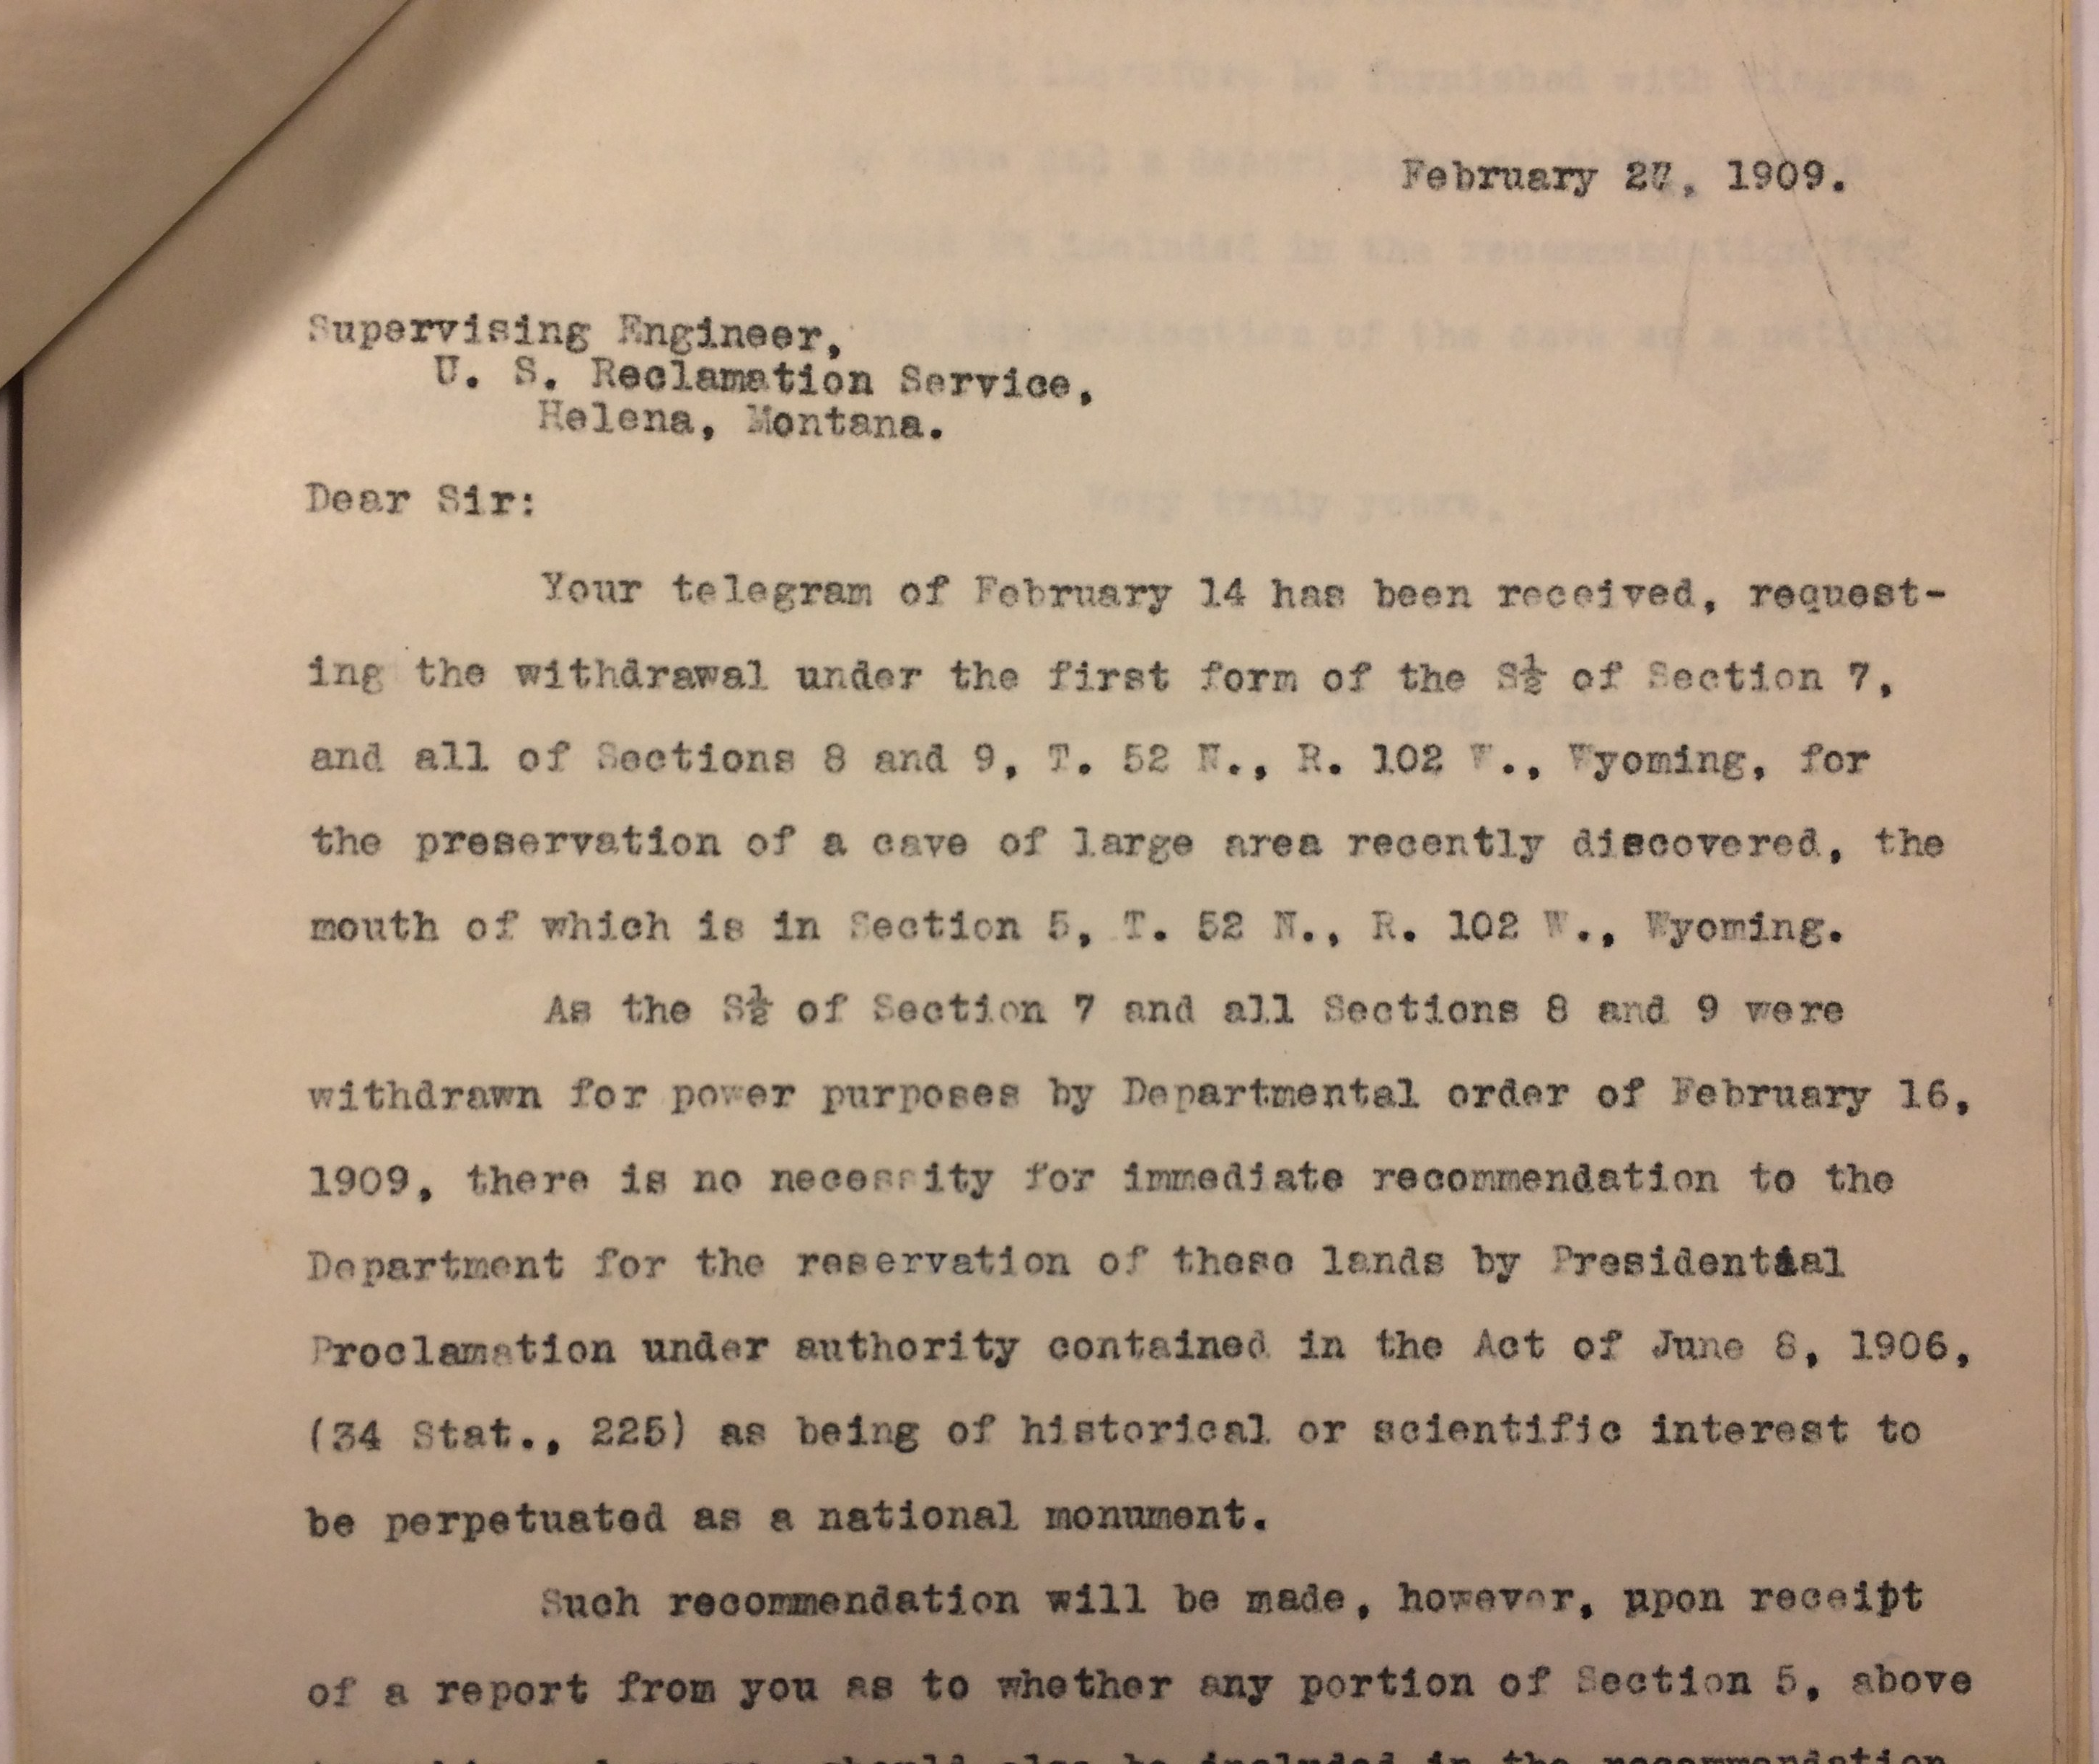 February 27, 1909.
Supervising Engineer,
U. S. Reclamation Service,
Helena, Montana.
Dear Sir:
Your telegram of February 14 has been received, request-
ing the withdrawal under the first form of the S½ of Section 7,
and all of Sections 8 and 9, T. 52 N., R. 102 W., Wyoming, for
the preservation of a cave of large area recently discovered, the
mouth of which is in Section 5, T. 52 N., R. 102 W., Wyoming.
As the S½ of Section 7 and all Sections 8 and 9 were
withdrawn for power purposes by Departmental order of February 16,
1909, there is no necessity for immediate recommendation to the
Department for the reservation of these lands by Presidential
Proclamation under authority contained in the Act of June 8, 1906,
(34 Stat., 225) as being of historical or scientific interest to
be perpetuated as a national monument.
Such recommendation will be made, however, upon receipt
of a report from you as to whether any portion of Section 5, above
should also be included in the recommendation